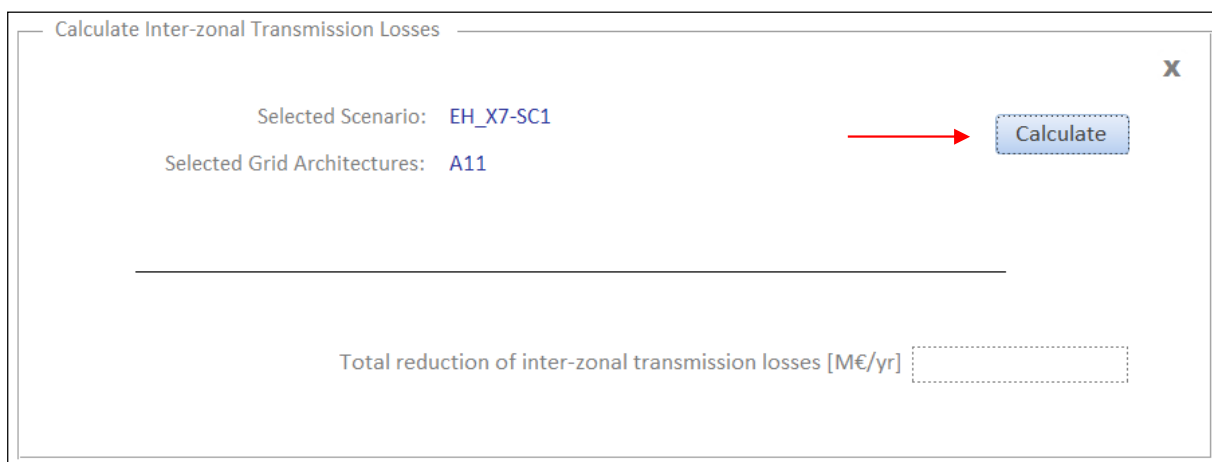 Calculate Inter-zonal Transmission Losses
x
Selected Scenario: EH_X7-SC1
Calculate
Selected Grid Architectures: A11
Total reduction of inter-zonal transmission losses [M€/yr]